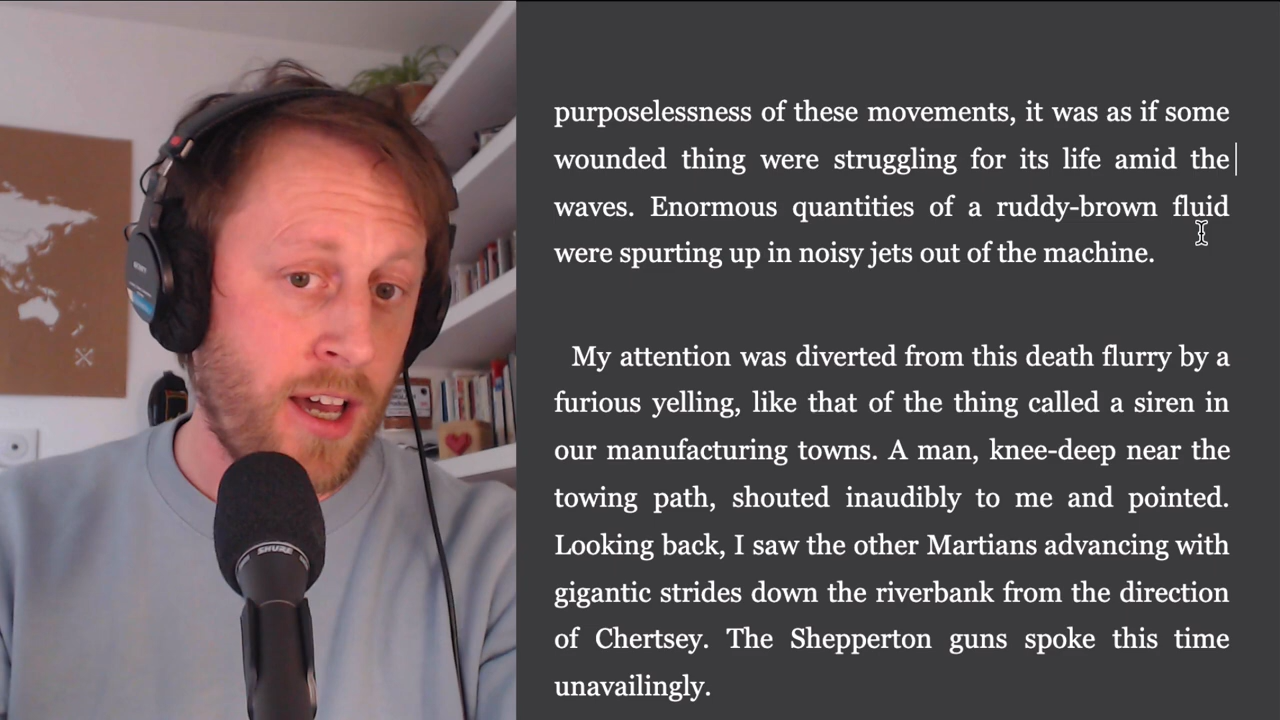 purposelessness of these movements, it was as if some
wounded thing were struggling for its life amid the
waves. Enormous quantities of a ruddy-brown fluid
were spurting up in noisy jets out of the machine.
My attention was diverted from this death flurry by a
furious yelling, like that of the thing called a siren in
our manufacturing towns. A man, knee-deep near the
towing path, shouted inaudibly to me and pointed.
Looking back, I saw the other Martians advancing with
gigantic strides down the riverbank from the direction
of Chertsey. The Shepperton guns spoke this time
unavailingly.
SONY
SHURE